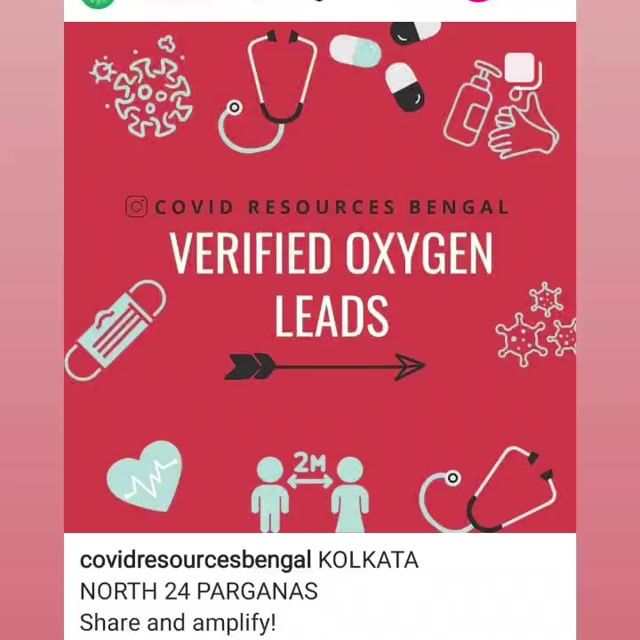 COVID RESOURCES BENGAL
VERIFIED OXYGEN
LEADS
2M
covidresourcesbengal KOLKATA
NORTH 24 PARGANAS
Share and amplify!